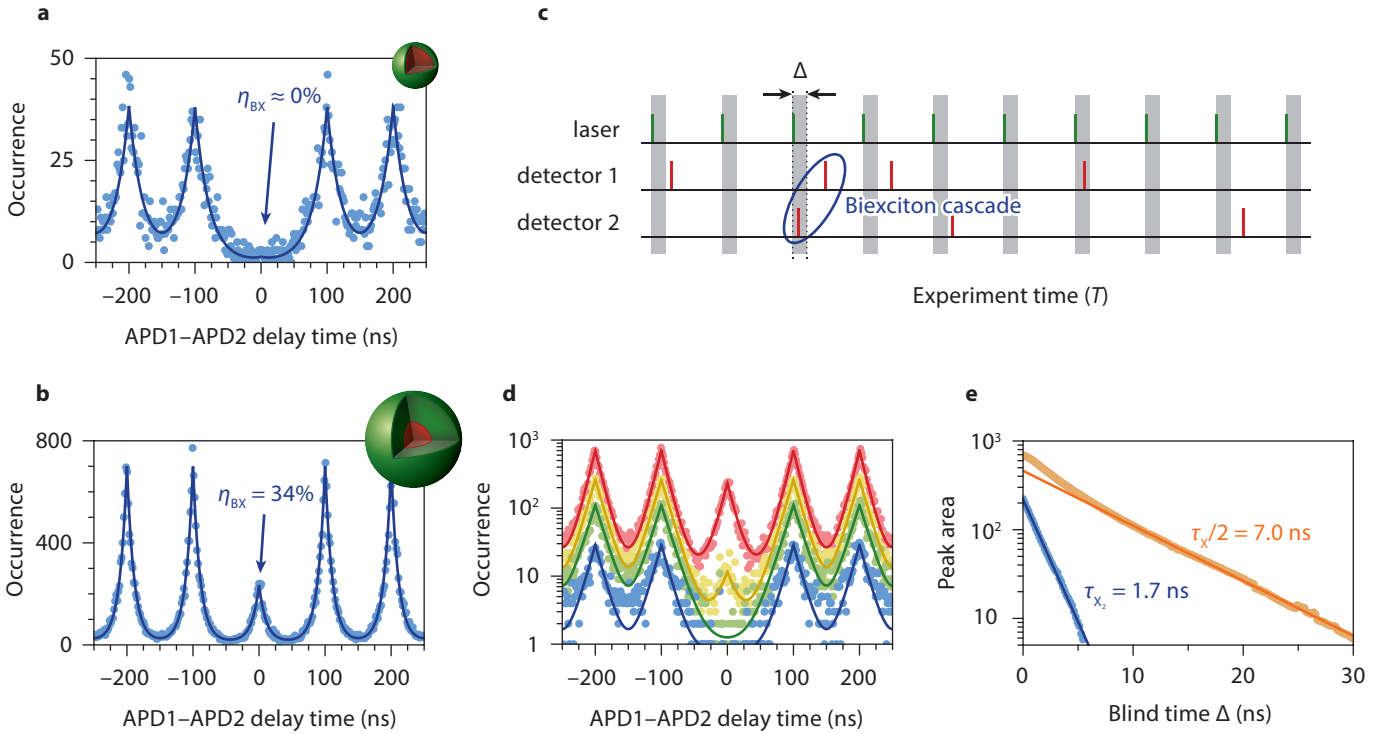 a
50
25
0
Occurrence
η_BX ≈ 0%
–200
–100
0
100
200
APD1–APD2 delay time (ns)
c
Δ
laser
detector 1
detector 2
Biexciton cascade
Experiment time (T)
b
800
400
0
Occurrence
η_BX = 34%
–200
–100
0
100
200
APD1–APD2 delay time (ns)
d
10³
10²
10
1
Occurrence
–200
–100
0
100
200
APD1–APD2 delay time (ns)
e
10³
10²
10
Peak area
τ_X/2 = 7.0 ns
τ_X₂ = 1.7 ns
0
10
20
30
Blind time Δ (ns)